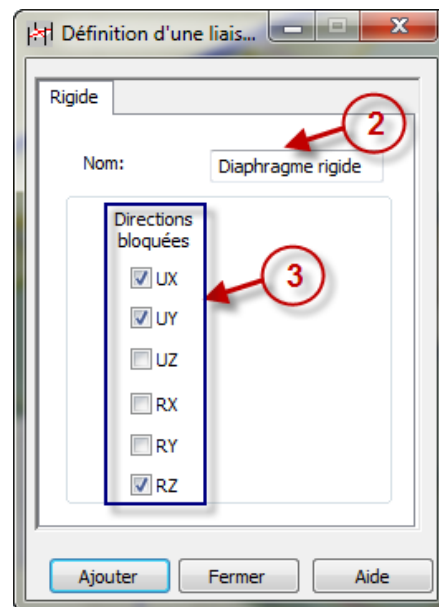 Définition d'une liais...
Rigide
2
Nom:
Diaphragme rigide
Directions
bloquées
3
UX
UY
UZ
RX
RY
RZ
Ajouter
Fermer
Aide